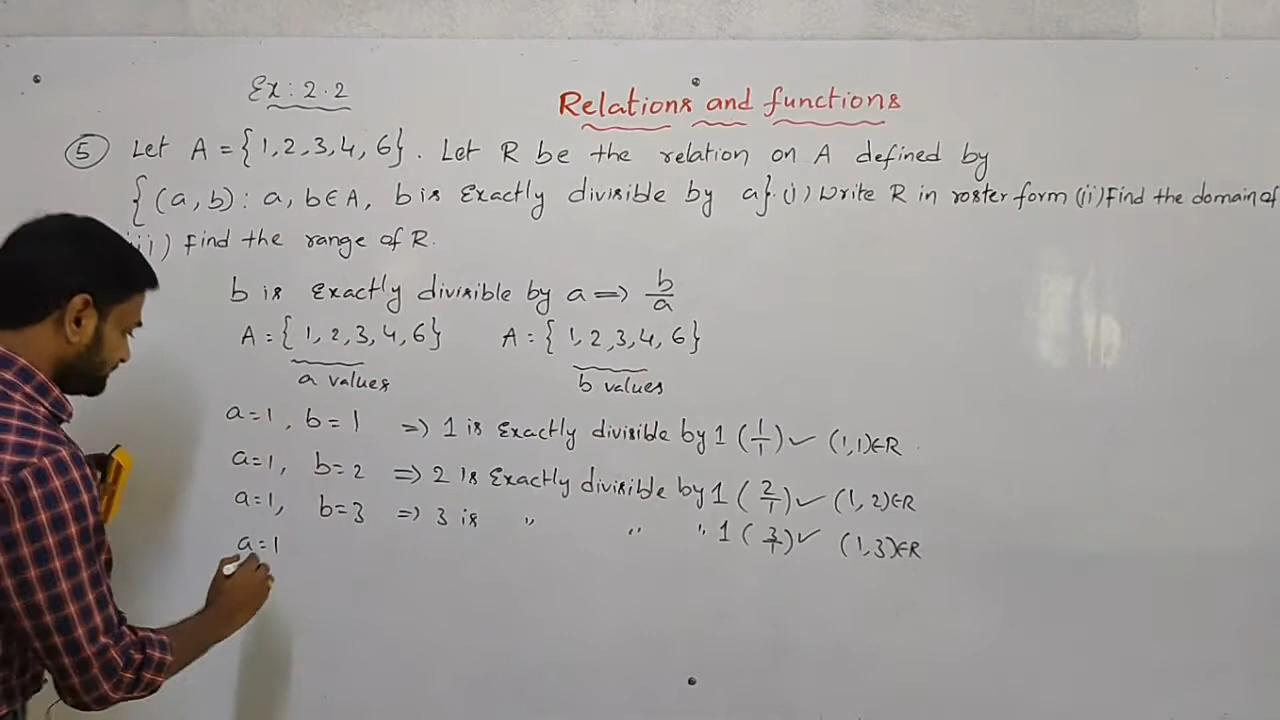 Ex: 2.2
Relations and functions
5 Let A = {1,2,3,4,6}. Let R be the relation on A defined by
{(a,b): a, b∈A, b is Exactly divisible by a}. (i) Write R in roster form (ii) Find the domain of
iii) Find the range of R.
b is Exactly divisible by a => b/a
A = {1,2,3,4,6} A = {1,2,3,4,6}
a values b values
a=1, b=1 => 1 is Exactly divisible by 1 (1/1) ✓ (1,1)∈R
a=1, b=2 => 2 is Exactly divisible by 1 (2/1) ✓ (1,2)∈R
a=1, b=3 => 3 is " " " 1 (3/1) ✓ (1,3)∈R
a=1